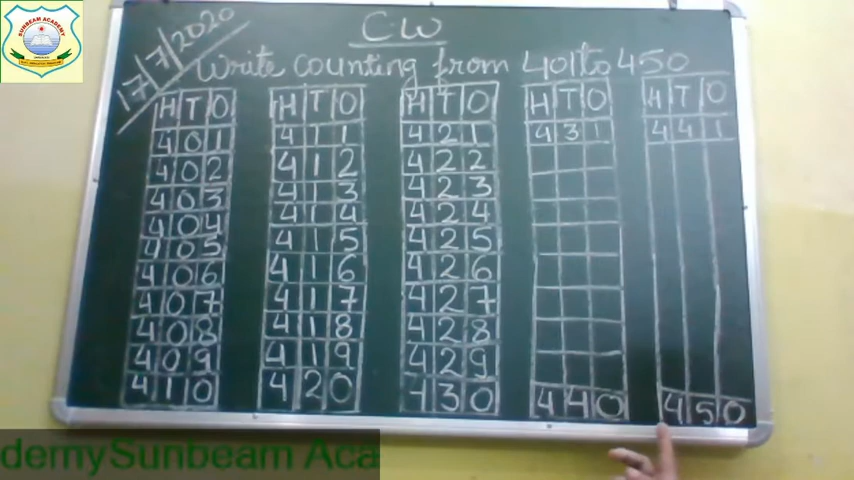 SUNBEAM ACADEMY
17/7/2020
C W
Write counting from 401 to 450
H T O H T O H T O H T O H T O
4 0 1 4 1 1 4 2 1 4 3 1 4 4 1
4 0 2 4 1 2 4 2 2
4 0 3 4 1 3 4 2 3
4 0 4 4 1 4 4 2 4
4 0 5 4 1 5 4 2 5
4 0 6 4 1 6 4 2 6
4 0 7 4 1 7 4 2 7
4 0 8 4 1 8 4 2 8
4 0 9 4 1 9 4 2 9
4 1 0 4 2 0 4 3 0 4 4 0 4 5 0
demySunbeam Aca